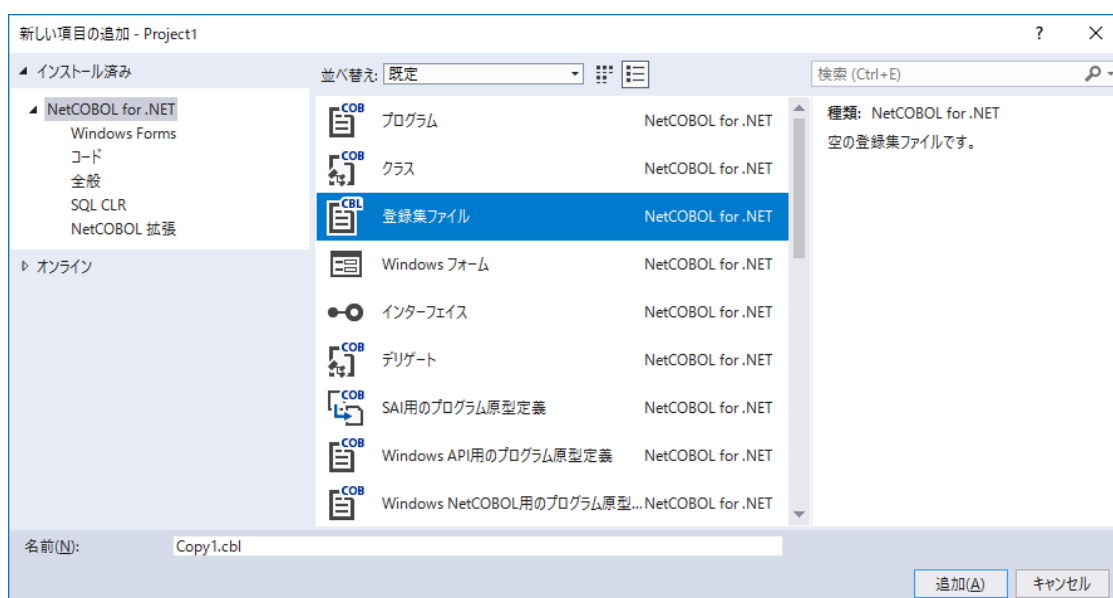 新しい項目の追加 - Project1
?
インストール済み
NetCOBOL for .NET
Windows Forms
コード
全般
SQL CLR
NetCOBOL 拡張
オンライン
並べ替え: 既定
COB プログラム NetCOBOL for .NET
COB クラス NetCOBOL for .NET
CBL 登録集ファイル NetCOBOL for .NET
Windows フォーム NetCOBOL for .NET
インターフェイス NetCOBOL for .NET
COB デリゲート NetCOBOL for .NET
COB SAI用のプログラム原型定義 NetCOBOL for .NET
COB Windows API用のプログラム原型定義 NetCOBOL for .NET
COB Windows NetCOBOL用のプログラム原型... NetCOBOL for .NET
検索 (Ctrl+E)
種類: NetCOBOL for .NET
空の登録集ファイルです。
名前(N): Copy1.cbl
追加(A) キャンセル